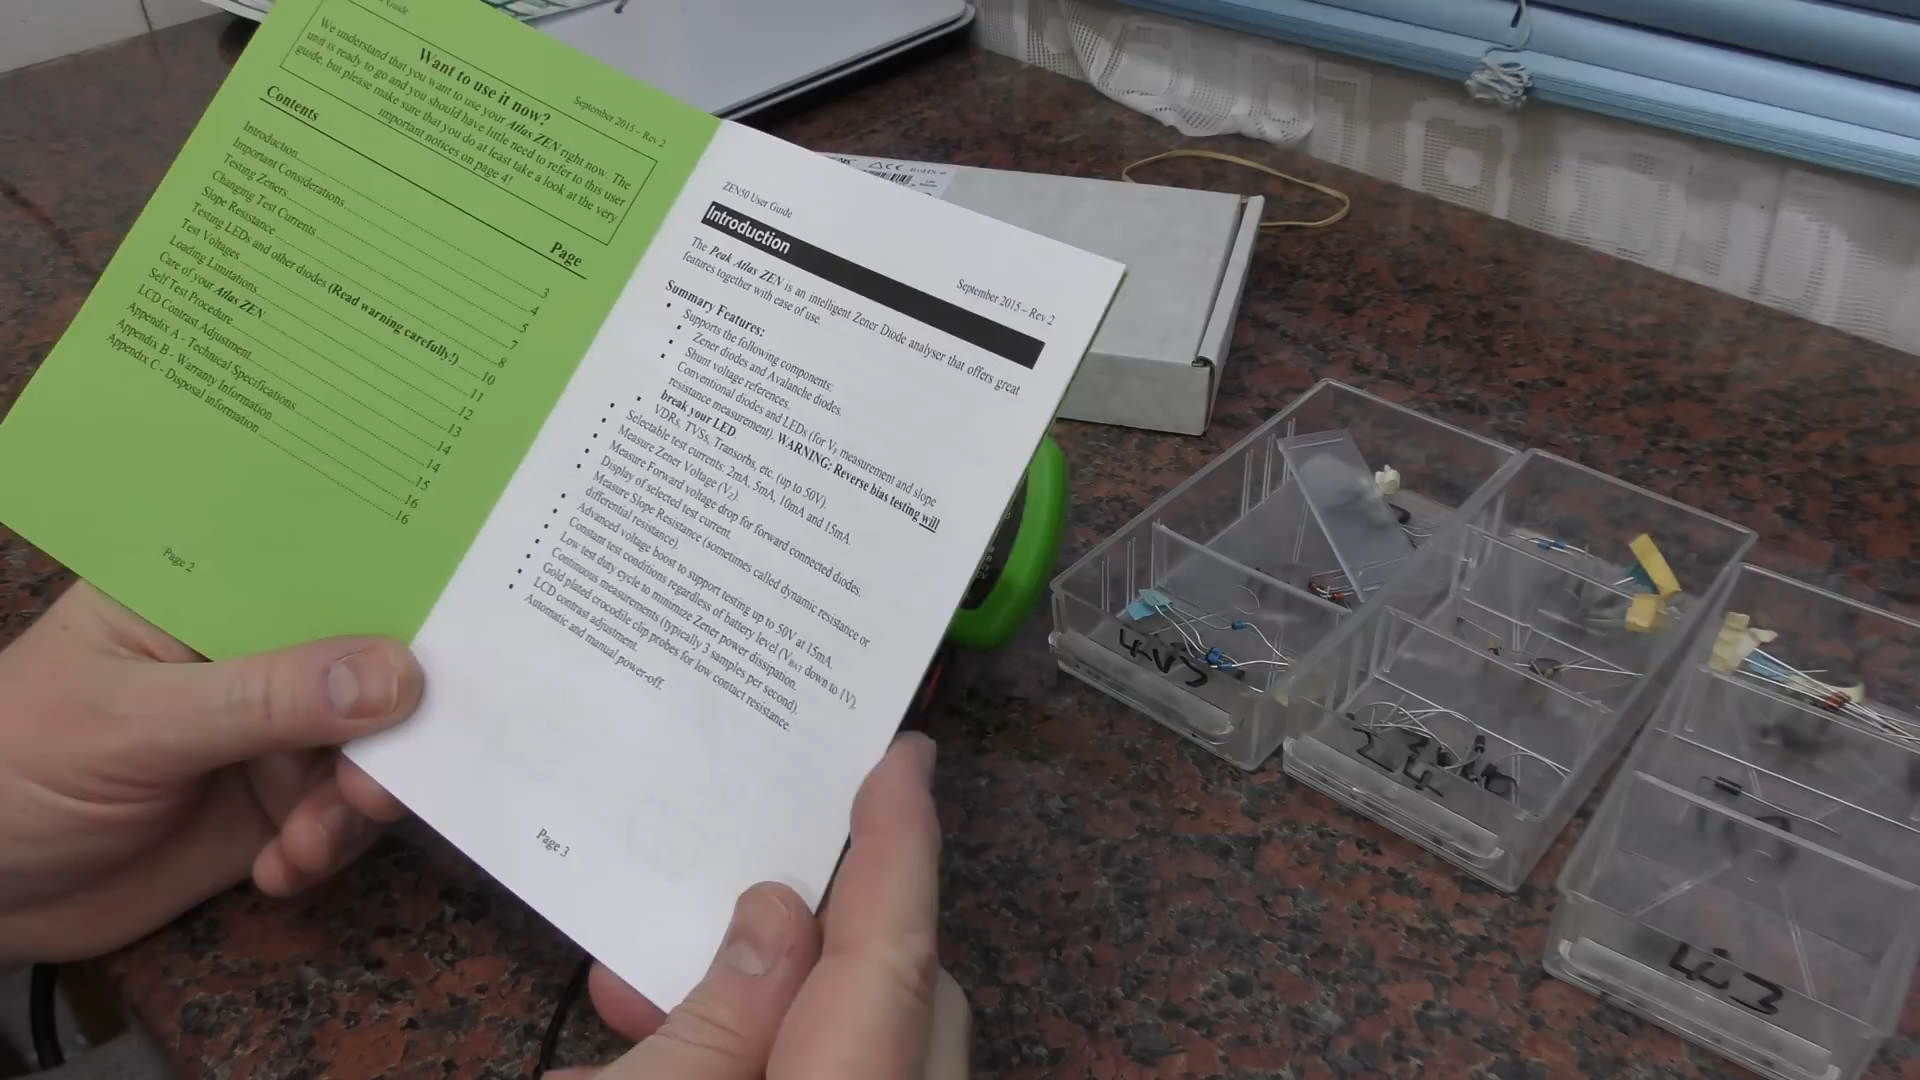 User Guide
September 2015 – Rev 2
Want to use it now?
We understand that you want to use your Atlas ZEN right now. The
unit is ready to go and you should have little need to refer to this user
guide, but please make sure that you do at least take a look at the very
important notices on page 4!
Contents
Page
Introduction 3
Important Considerations 4
Testing Zeners 5
Changing Test Currents 7
Slope Resistance 8
Testing LEDs and other diodes (Read warning carefully!) 10
Test Voltages 11
Loading Limitations 12
Care of your Atlas ZEN 13
Self Test Procedure 14
LCD Contrast Adjustment 14
Appendix A - Technical Specifications 15
Appendix B - Warranty Information 16
Appendix C - Disposal Information 16
Page 2
ZEN50 User Guide
September 2015 – Rev 2
Introduction
The Peak Atlas ZEN is an intelligent Zener Diode analyser that offers great
features together with ease of use.
Summary Features:
• Supports the following components:
• Zener diodes and Avalanche diodes.
• Shunt voltage references.
• Conventional diodes and LEDs (for VF measurement and slope
resistance measurement). WARNING: Reverse bias testing will
break your LED.
• VDRs, TVSs, Transorbs, etc. (up to 50V).
• Selectable test currents: 2mA, 5mA, 10mA and 15mA.
• Measure Zener Voltage (VZ).
• Measure Forward voltage drop for forward connected diodes.
• Display of selected test current.
• Measure Slope Resistance (sometimes called dynamic resistance or
differential resistance).
• Advanced voltage boost to support testing up to 50V at 15mA.
• Constant test conditions regardless of battery level (VBAT down to 1V).
• Low test duty cycle to minimize Zener power dissipation.
• Continuous measurements (typically 3 samples per second).
• Gold plated crocodile clip probes for low contact resistance.
• LCD contrast adjustment.
• Automatic and manual power-off.
Page 3
4v3